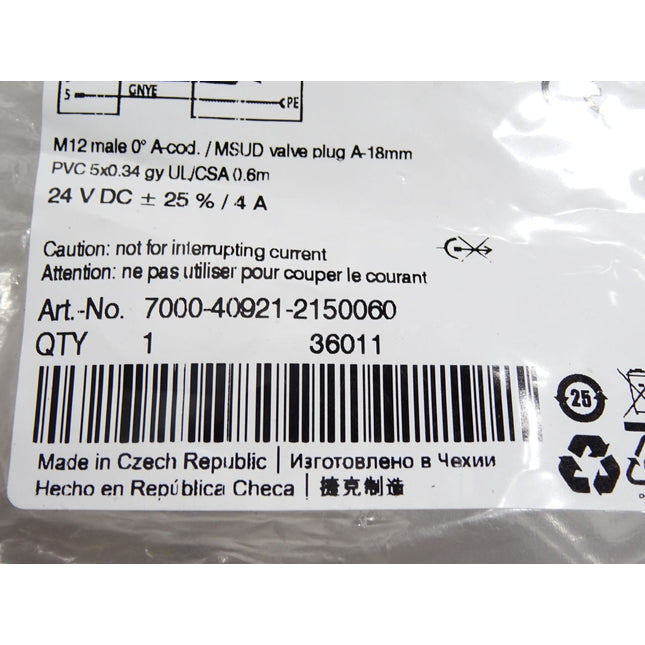 5 GNYE PE
M12 male 0° A-cod. / MSUD valve plug A-18mm
PVC 5x0.34 gy UL/CSA 0.6m
24 V DC ± 25 % / 4 A
Caution: not for interrupting current
Attention: ne pas utiliser pour couper le courant
Art.-No. 7000-40921-2150060
QTY 1 36011
25
Made in Czech Republic | Изготовлено в Чехии
Hecho en República Checa | 捷克制造